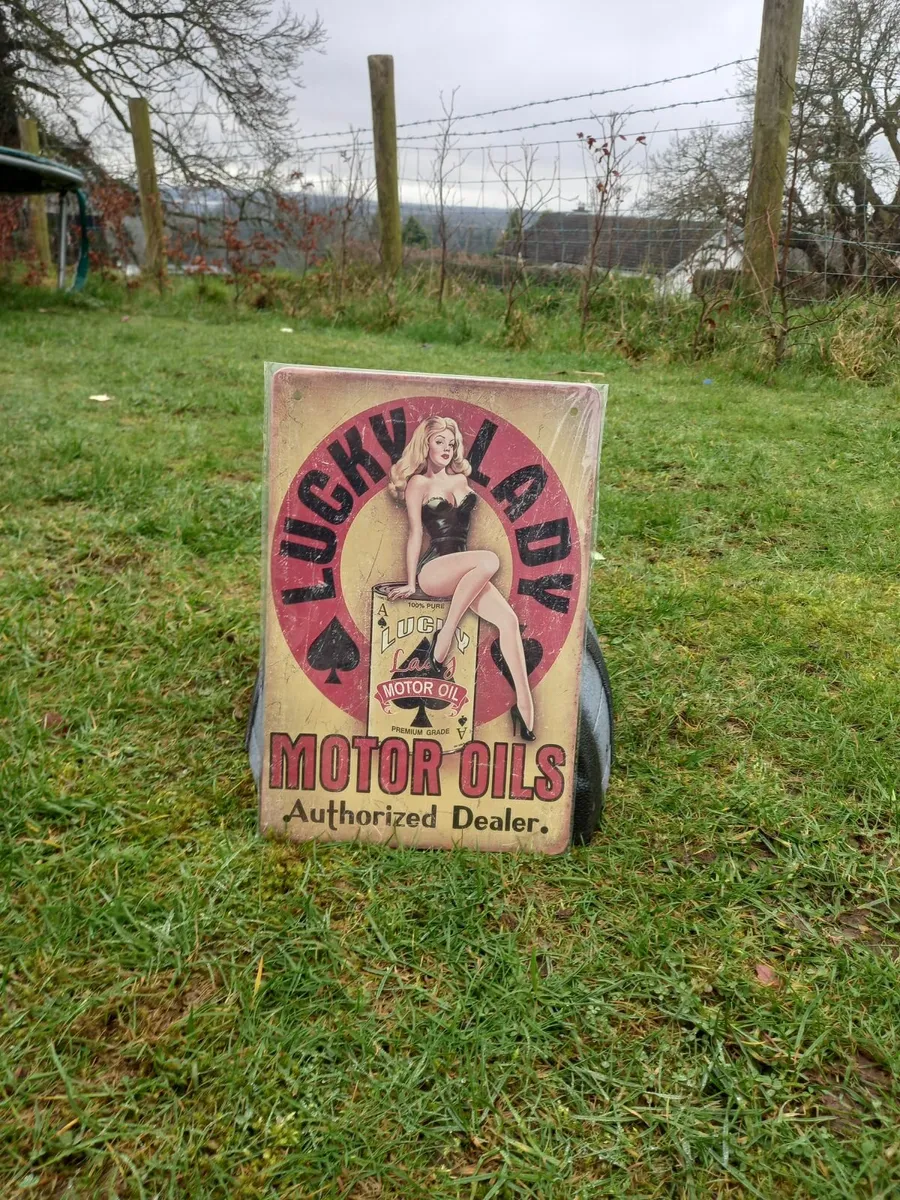 LUCKY LADY
A
100% PURE
LUCKY
Lady
MOTOR OIL
PREMIUM GRADE
A
MOTOR OILS
Authorized Dealer.